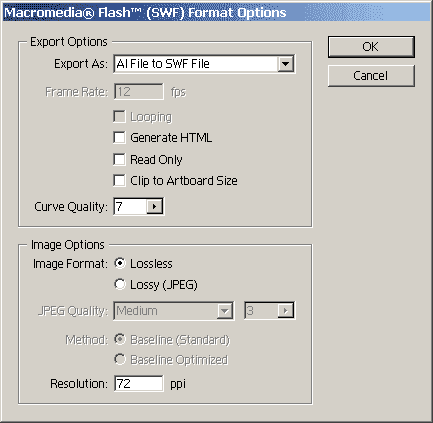 Macromedia® Flash™ (SWF) Format Options
Export Options
Export As: AI File to SWF File
Frame Rate: 12 fps
Looping
Generate HTML
Read Only
Clip to Artboard Size
Curve Quality: 7
OK
Cancel
Image Options
Image Format: Lossless
Lossy (JPEG)
JPEG Quality: Medium 3
Method: Baseline (Standard)
Baseline Optimized
Resolution: 72 ppi